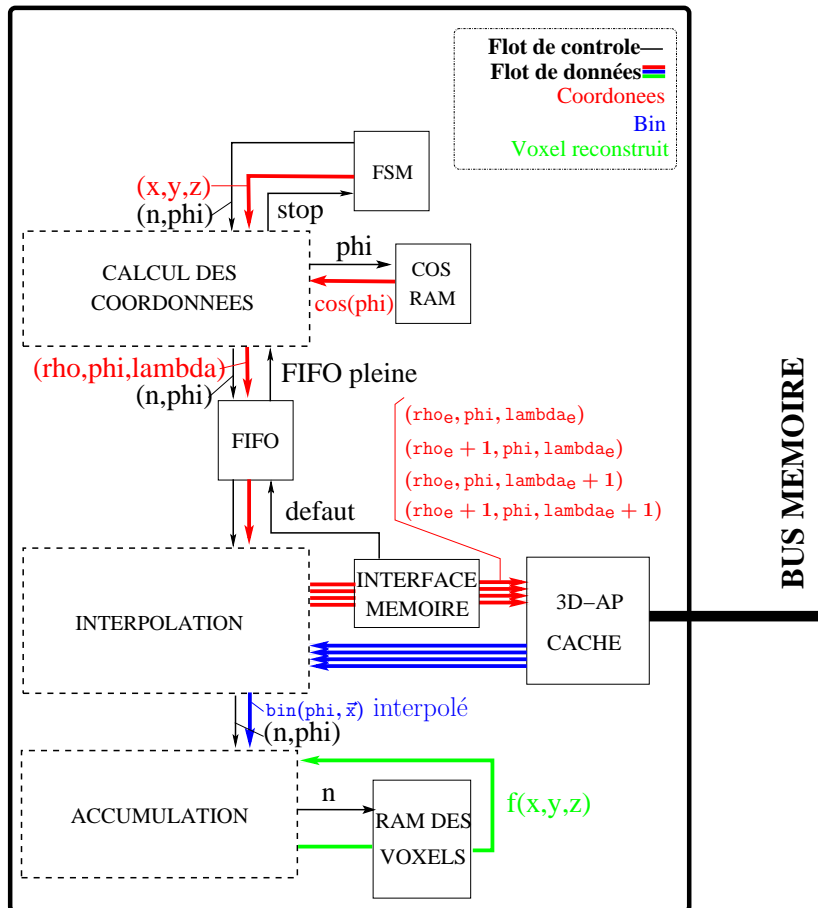 Flot de controle
Flot de données
Coordonees
Bin
Voxel reconstruit
FSM
(x,y,z)
(n,phi)
stop
CALCUL DES
COORDONNEES
phi
COS
RAM
cos(phi)
(rho,phi,lambda)
(n,phi)
FIFO pleine
FIFO
(rhoₑ, phi, lambdaₑ)
(rhoₑ + 1, phi, lambdaₑ)
(rhoₑ, phi, lambdaₑ + 1)
(rhoₑ + 1, phi, lambdaₑ + 1)
defaut
INTERPOLATION
INTERFACE
MEMOIRE
3D–AP
CACHE
BUS MEMOIRE
bin(phi, x⃗) interpolé
(n,phi)
ACCUMULATION
n
RAM DES
VOXELS
f(x,y,z)